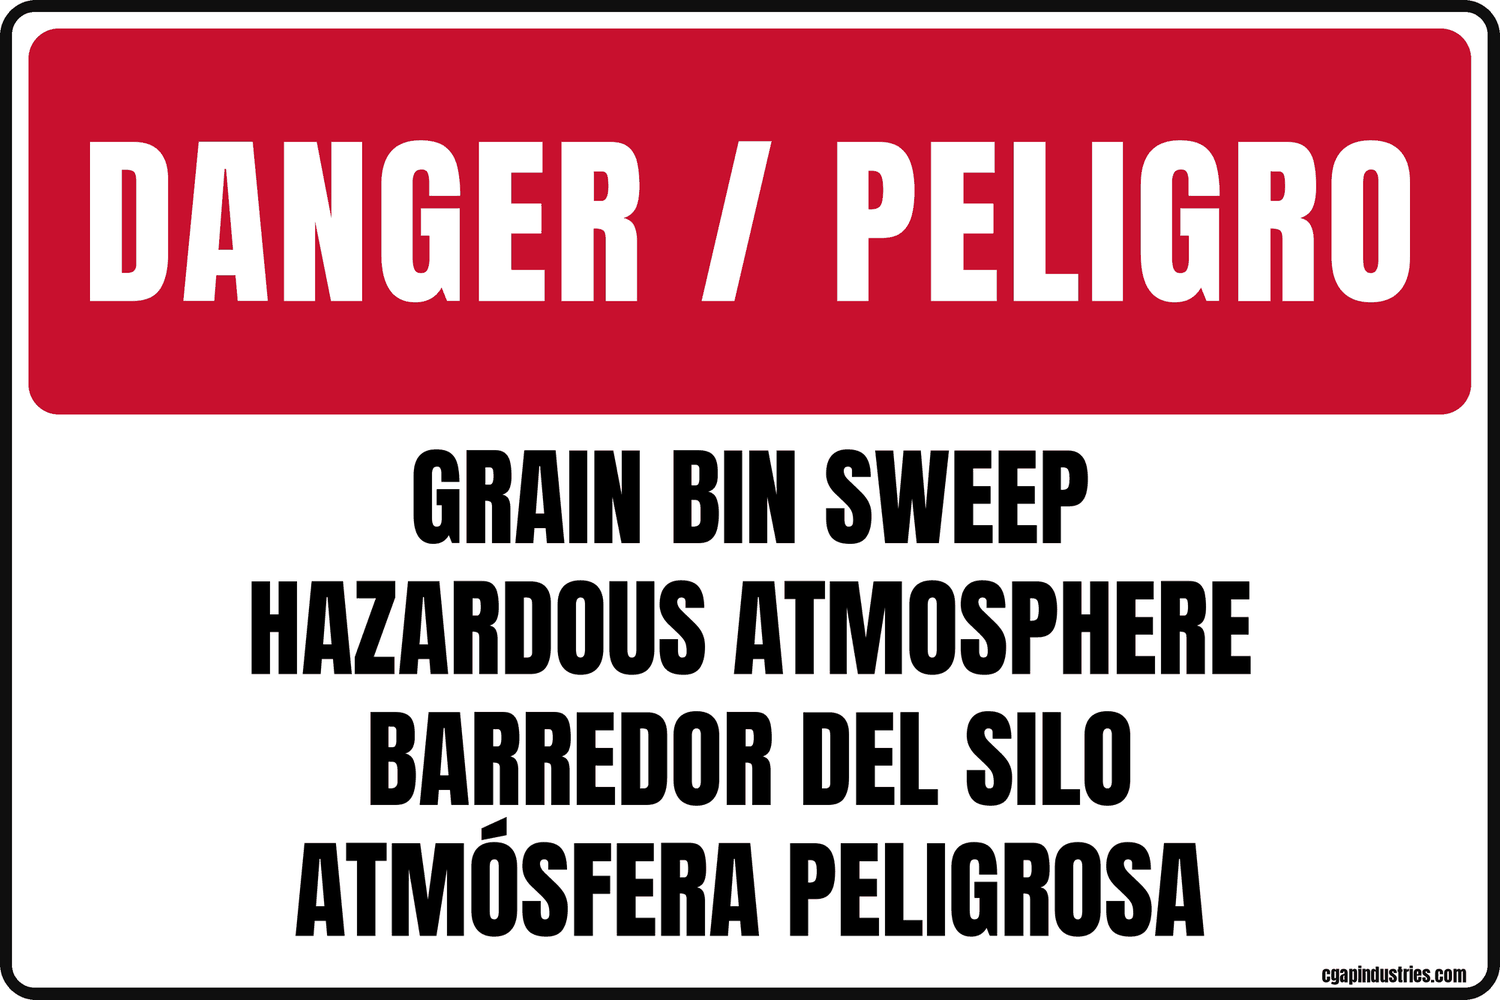 DANGER / PELIGRO
GRAIN BIN SWEEP
HAZARDOUS ATMOSPHERE
BARREDOR DEL SILO
ATMÓSFERA PELIGROSA
cgapindustries.com